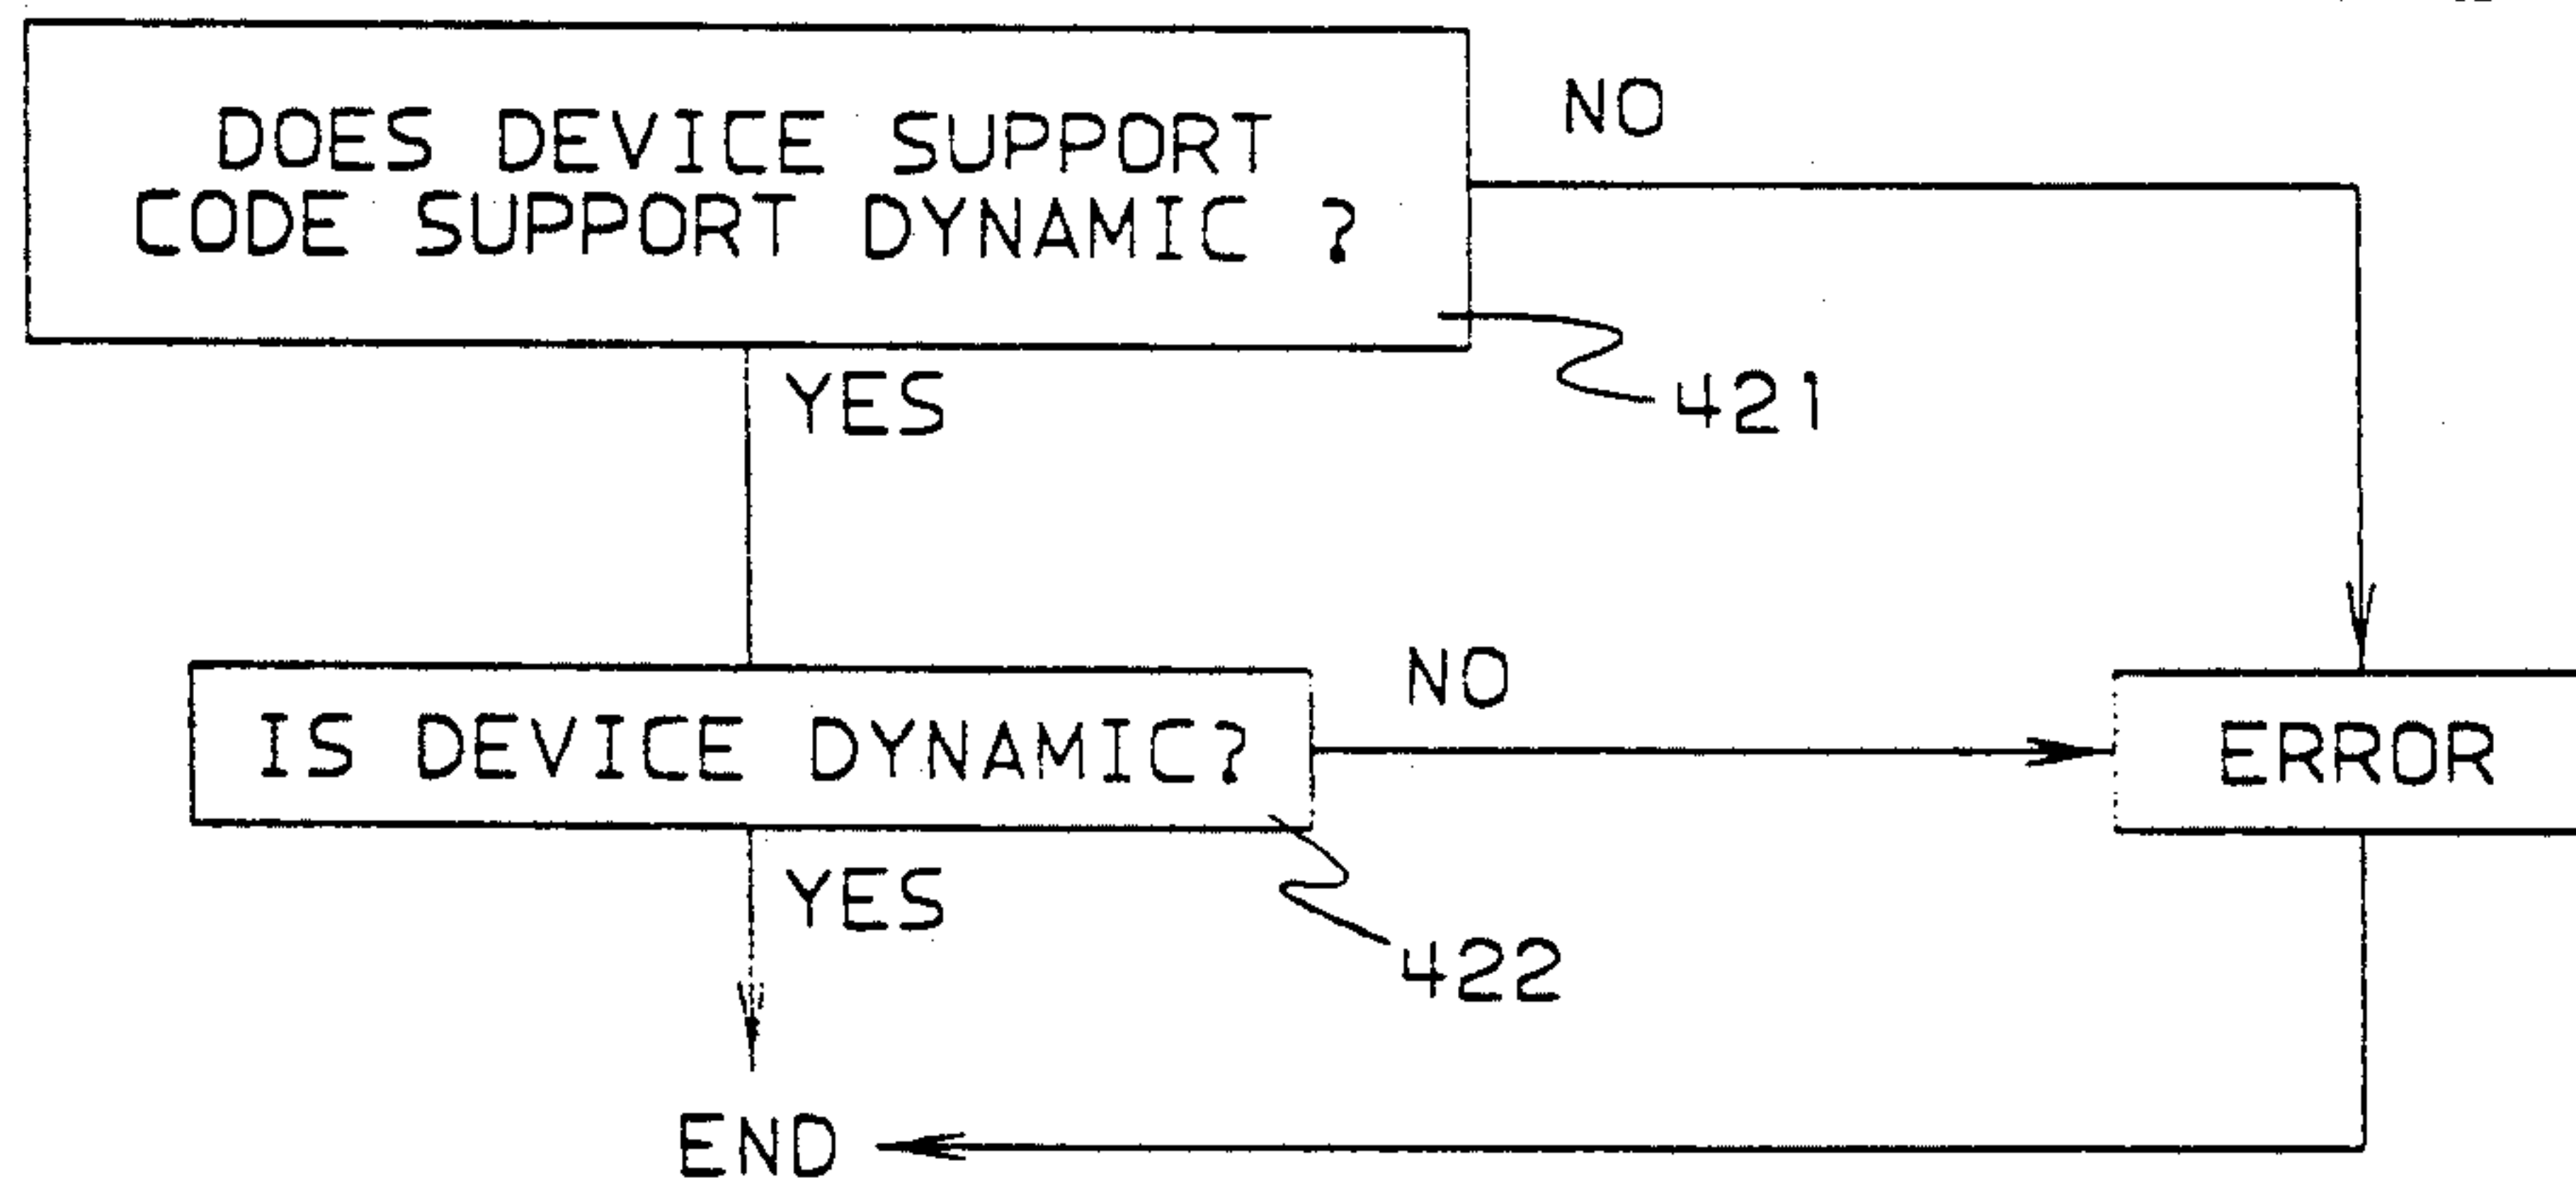 DOES DEVICE SUPPORT
CODE SUPPORT DYNAMIC ?
NO
YES
421
IS DEVICE DYNAMIC?
NO
ERROR
YES
422
END